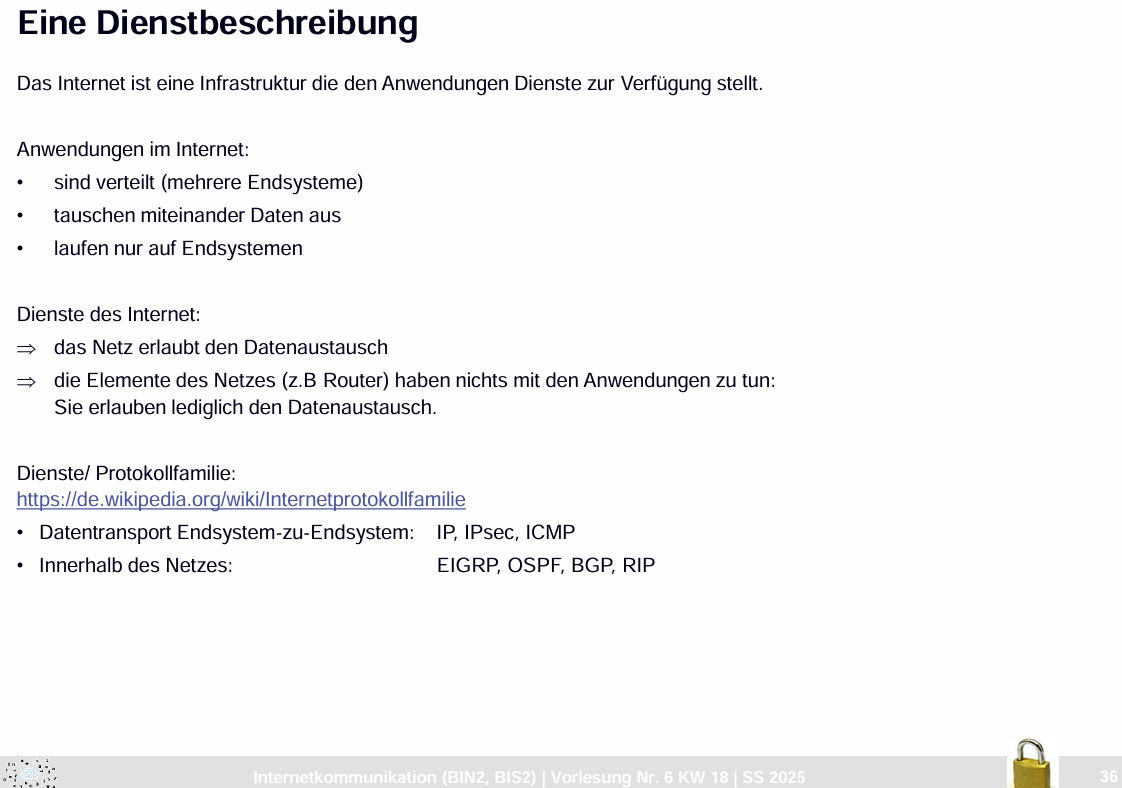 Eine Dienstbeschreibung
Das Internet ist eine Infrastruktur die den Anwendungen Dienste zur Verfügung stellt.
Anwendungen im Internet:
• sind verteilt (mehrere Endsysteme)
• tauschen miteinander Daten aus
• laufen nur auf Endsystemen
Dienste des Internet:
⇒ das Netz erlaubt den Datenaustausch
⇒ die Elemente des Netzes (z.B Router) haben nichts mit den Anwendungen zu tun:
Sie erlauben lediglich den Datenaustausch.
Dienste/ Protokollfamilie:
https://de.wikipedia.org/wiki/Internetprotokollfamilie
• Datentransport Endsystem-zu-Endsystem: IP, IPsec, ICMP
• Innerhalb des Netzes: EIGRP, OSPF, BGP, RIP
Internetkommunikation (BIN2, BIS2) | Vorlesung Nr. 6 KW 18 | SS 2025
36